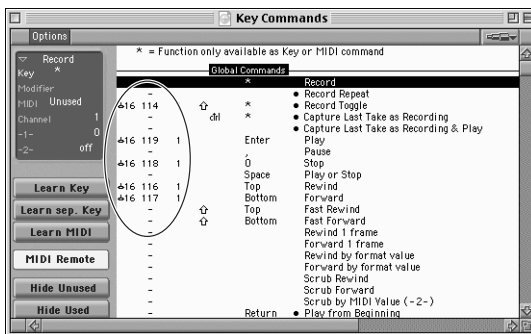 Key Commands
Options
* = Function only available as Key or MIDI command
Record
Key *
Modifier
MIDI Unused
Channel 1
-1- 0
-2- off
Learn Key
Learn sep. Key
Learn MIDI
MIDI Remote
Hide Unused
Hide Used
Global Commands
- * Record
- • Record Repeat
16 114 ⇧ * • Record Toggle
- ctrl * • Capture Last Take as Recording
- • Capture Last Take as Recording & Play
16 119 1 Enter Play
- , Pause
16 118 1 0 Stop
- Space Play or Stop
16 116 1 Top Rewind
16 117 1 Bottom Forward
- ⇧ Top Fast Rewind
- ⇧ Bottom Fast Forward
- Rewind 1 frame
- Forward 1 frame
- Rewind by format value
- Forward by format value
- Scrub Rewind
- Scrub Forward
- Scrub by MIDI Value (-2-)
- Return • Play from Beginning